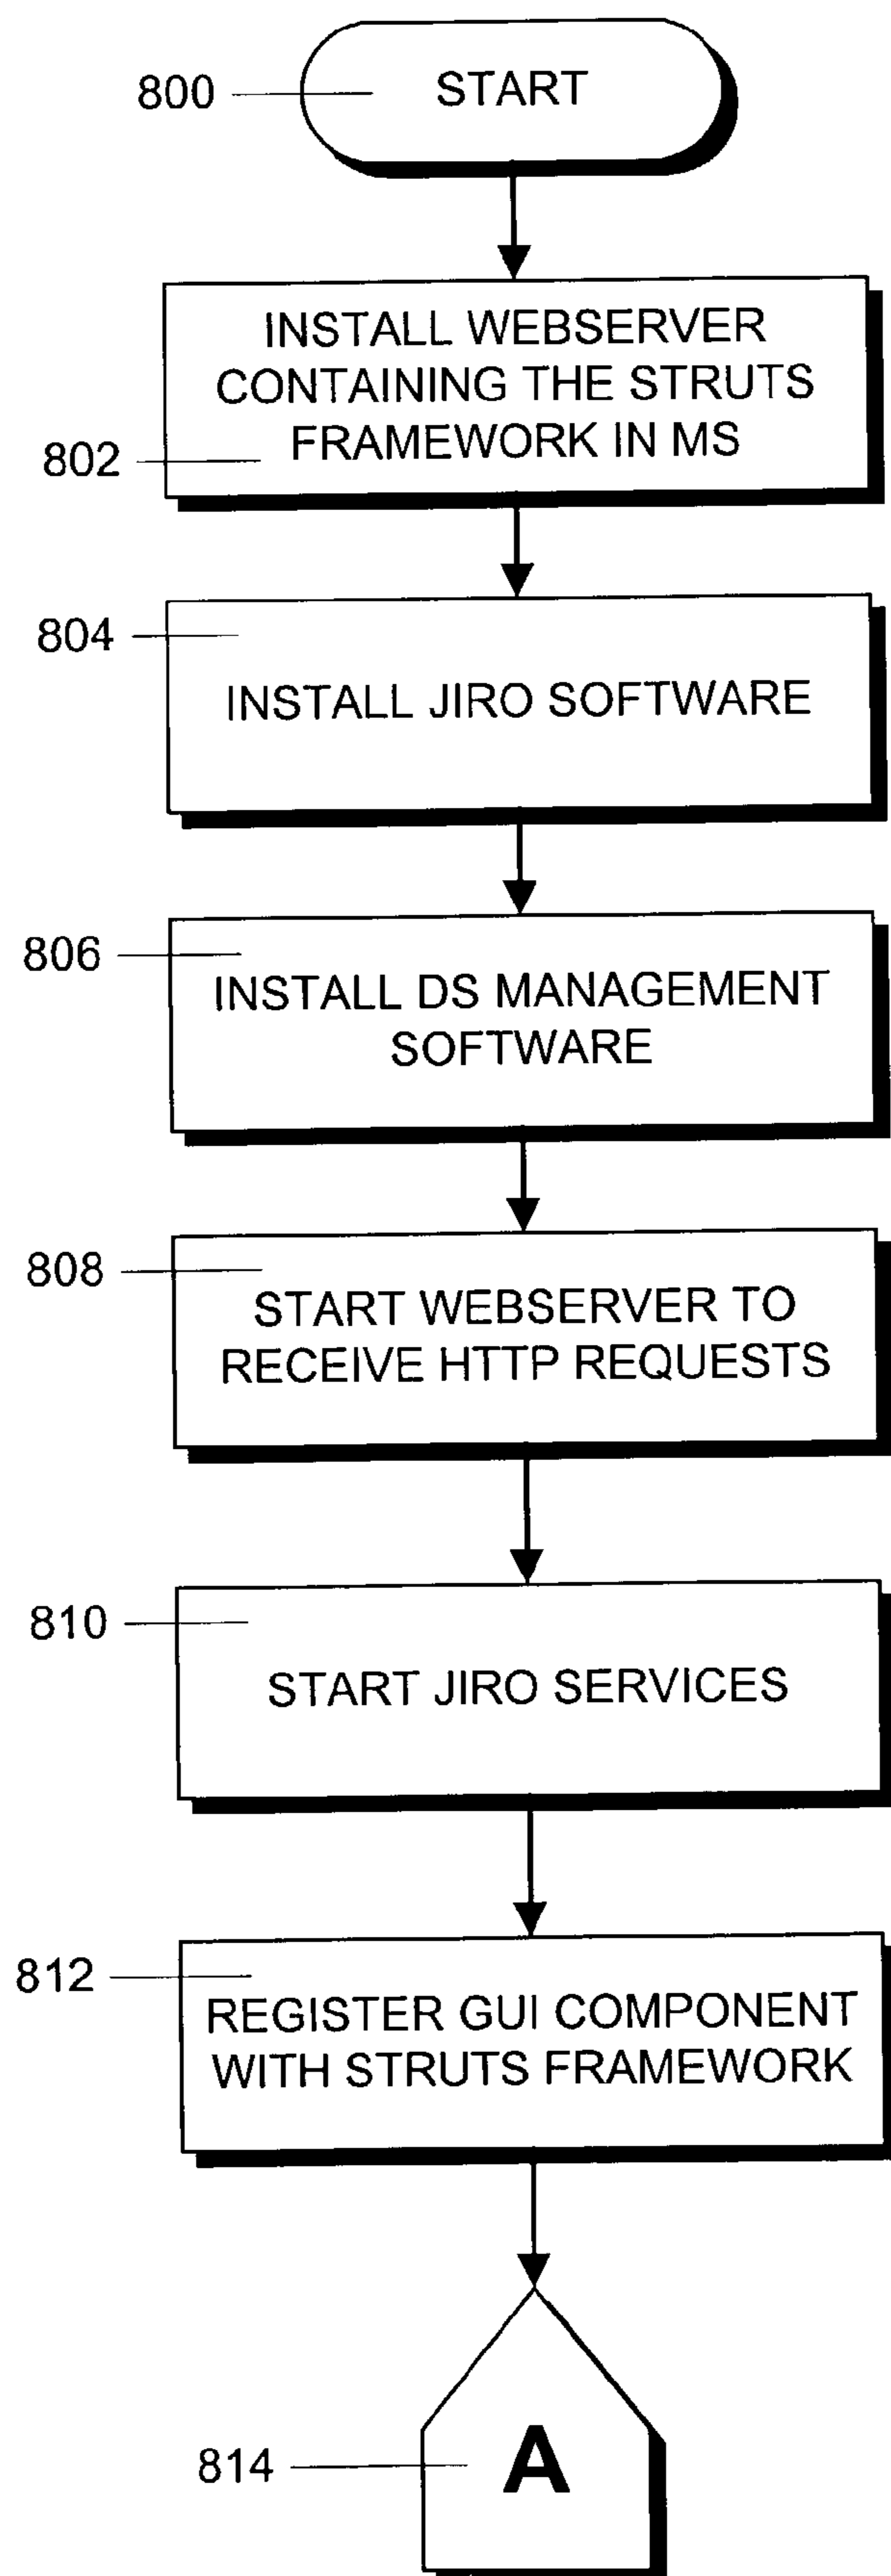 800
START
INSTALL WEBSERVER
CONTAINING THE STRUTS
FRAMEWORK IN MS
802
804
INSTALL JIRO SOFTWARE
806
INSTALL DS MANAGEMENT
SOFTWARE
808
START WEBSERVER TO
RECEIVE HTTP REQUESTS
810
START JIRO SERVICES
812
REGISTER GUI COMPONENT
WITH STRUTS FRAMEWORK
814
A